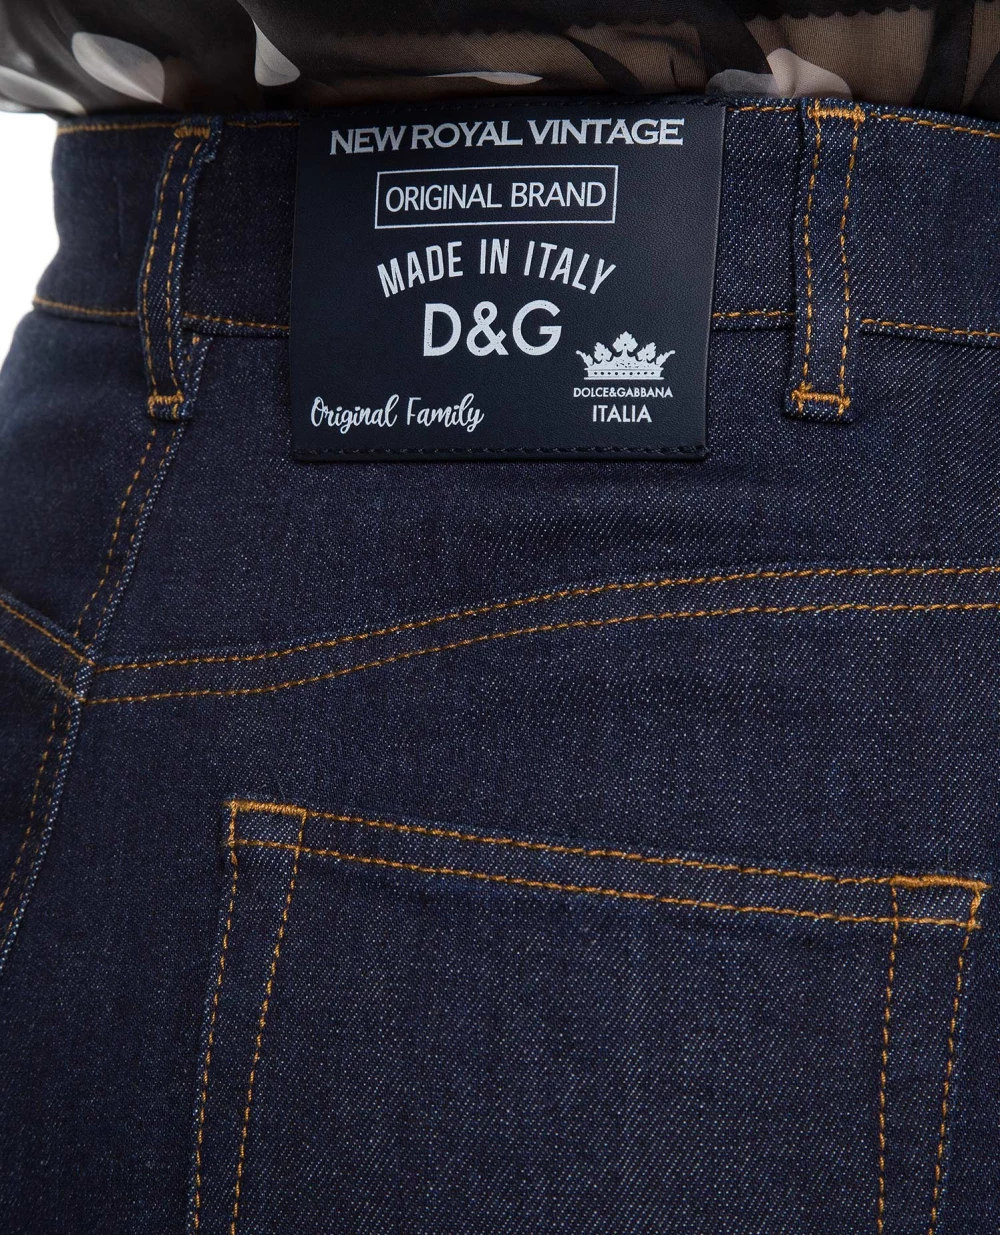 NEW ROYAL VINTAGE
ORIGINAL BRAND
MADE IN ITALY
D&G
DOLCE&GABBANA
ITALIA
Original Family